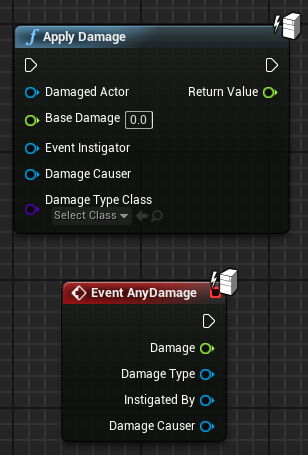 Apply Damage
Damaged Actor Return Value
Base Damage 0.0
Event Instigator
Damage Causer
Damage Type Class
Select Class
Event AnyDamage
Damage
Damage Type
Instigated By
Damage Causer